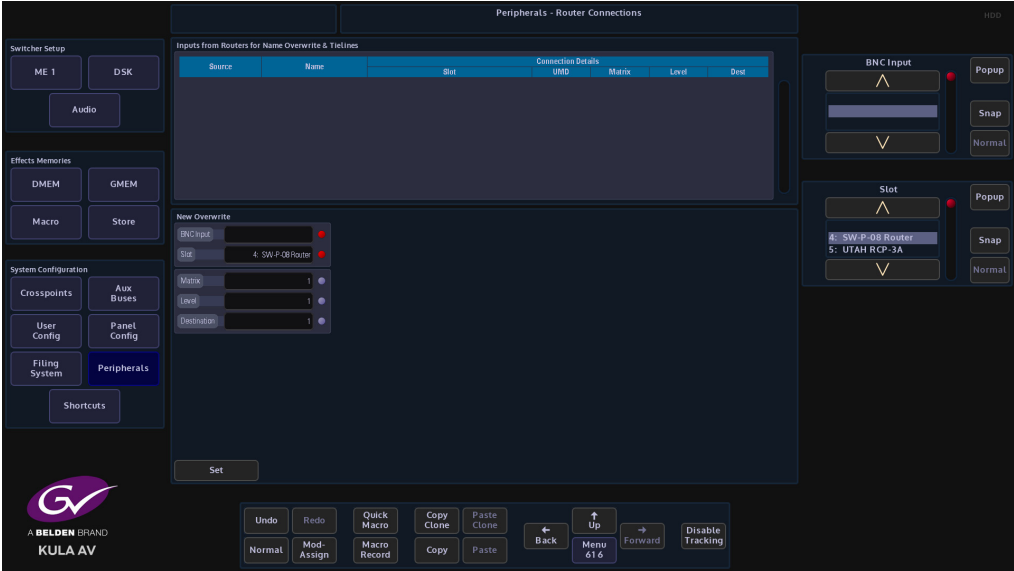 Peripherals - Router Connections
HDD
Switcher Setup
ME 1
DSK
Audio
Effects Memories
DMEM
GMEM
Macro
Store
System Configuration
Crosspoints
Aux
Buses
User
Config
Panel
Config
Filing
System
Peripherals
Shortcuts
Inputs from Routers for Name Overwrite & Tielines
Source
Name
Connection Details
Slot
UMD
Matrix
Level
Dest
New Overwrite
BNC Input
Slot
4: SW-P-08 Router
Matrix
1
Level
1
Destination
1
Set
BNC Input
Popup
Snap
Normal
Slot
Popup
4: SW-P-08 Router
5: UTAH RCP-3A
Snap
Normal
GV
A BELDEN BRAND
KULA AV
Undo
Redo
Normal
Mod-
Assign
Quick
Macro
Macro
Record
Copy
Clone
Paste
Clone
Copy
Paste
Back
Up
Menu
616
Forward
Disable
Tracking